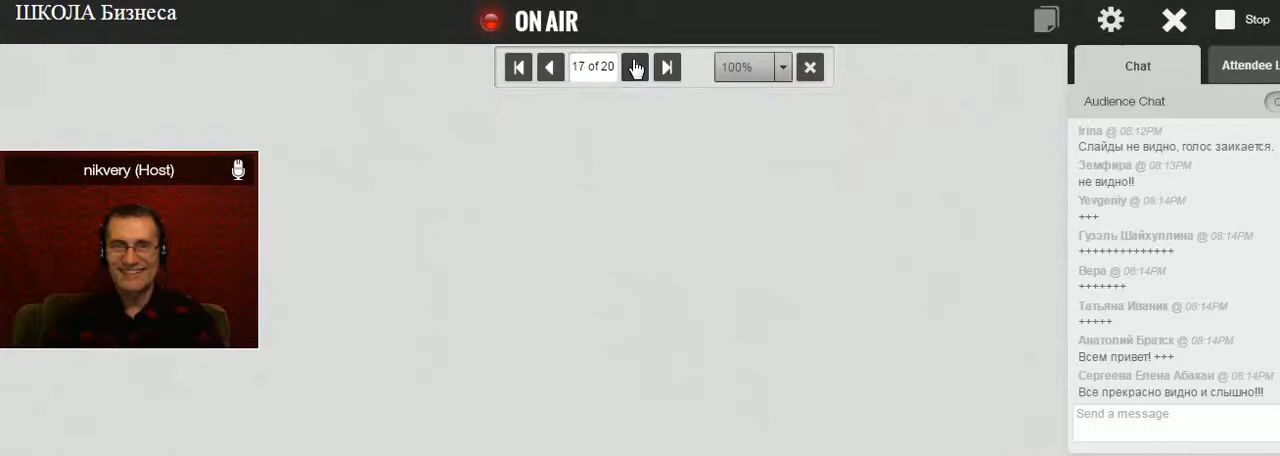 ШКОЛА Бизнеса
ON AIR
Stop
17 of 20
100%
Chat
Attendee L
Audience Chat
nikvery (Host)
Irina @ 08:12PM
Слайды не видно, голос заикается.
Земфира @ 08:13PM
не видно!!
Yevgeniy @ 08:14PM
+++
Гузэль Шайхуллина @ 08:14PM
++++++++++++++
Вера @ 08:14PM
+++++++
Татьяна Иваник @ 08:14PM
+++++
Анатолий Братск @ 08:14PM
Всем привет! +++
Сергеева Елена Абакан @ 08:14PM
Все прекрасно видно и слышно!!!
Send a message